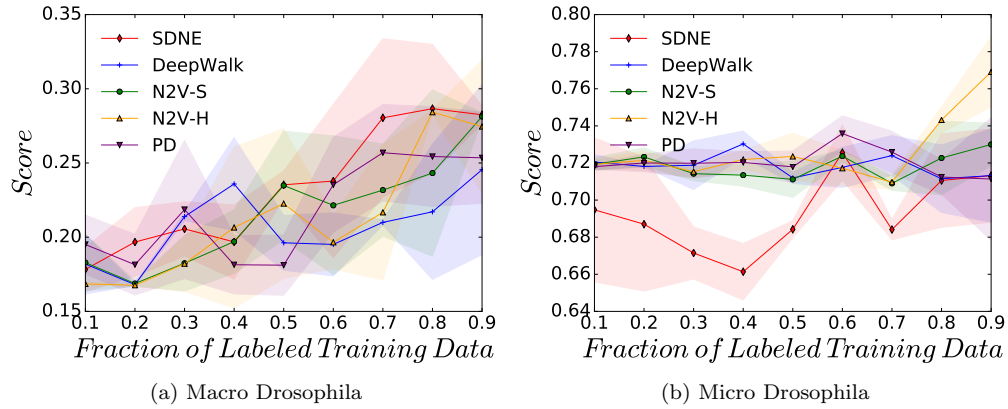 0.35
0.30
0.25
0.20
0.15
Score
SDNE
DeepWalk
N2V-S
N2V-H
PD
0.1 0.2 0.3 0.4 0.5 0.6 0.7 0.8 0.9
Fraction of Labeled Training Data
(a) Macro Drosophila
0.80
0.78
0.76
0.74
0.72
0.70
0.68
0.66
0.64
Score
SDNE
DeepWalk
N2V-S
N2V-H
PD
0.1 0.2 0.3 0.4 0.5 0.6 0.7 0.8 0.9
Fraction of Labeled Training Data
(b) Micro Drosophila